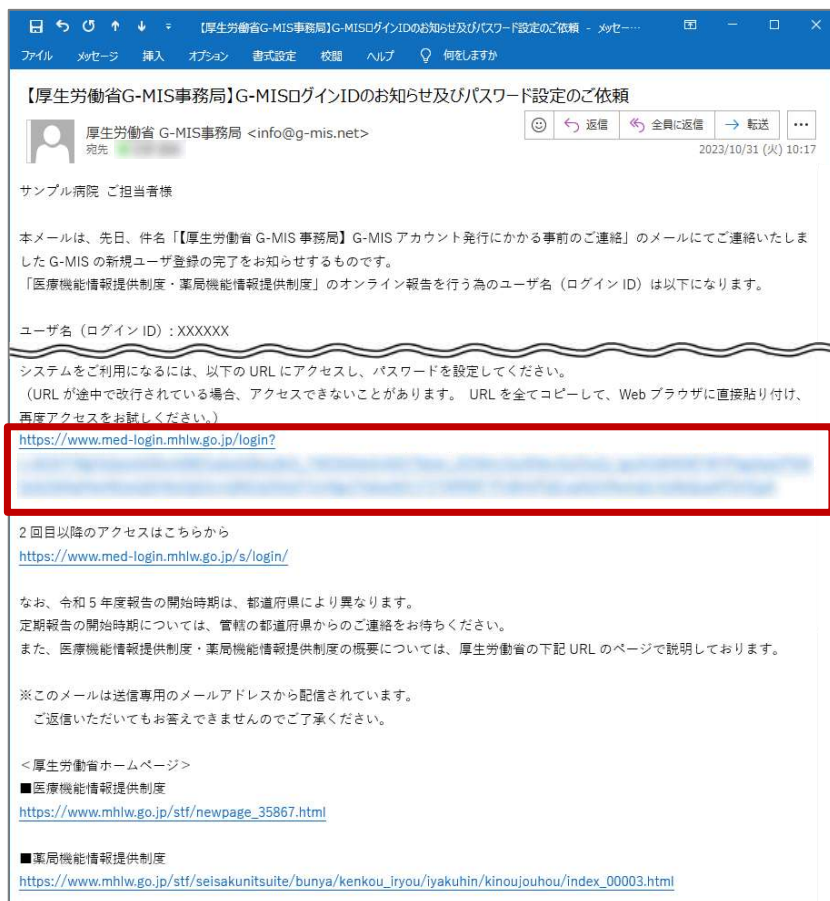 【厚生労働省G-MIS事務局】G-MISログインIDのお知らせ及びパスワード設定のご依頼 - メッセー…
ファイル メッセージ 挿入 オプション 書式設定 校閲 ヘルプ 何をしますか
【厚生労働省G-MIS事務局】G-MISログインIDのお知らせ及びパスワード設定のご依頼
厚生労働省 G-MIS事務局 <info@g-mis.net>
宛先
返信 全員に返信 転送
2023/10/31 (火) 10:17
サンプル病院 ご担当者様
本メールは、先日、件名「【厚生労働省 G-MIS 事務局】G-MIS アカウント発行にかかる事前のご連絡」のメールにてご連絡いたしま
した G-MIS の新規ユーザ登録の完了をお知らせするものです。
「医療機能情報提供制度・薬局機能情報提供制度」のオンライン報告を行う為のユーザ名（ログイン ID）は以下になります。
ユーザ名（ログイン ID）: XXXXXX
システムをご利用になるには、以下の URL にアクセスし、パスワードを設定してください。
（URL が途中で改行されている場合、アクセスできないことがあります。 URL を全てコピーして、Web ブラウザに直接貼り付け、
再度アクセスをお試しください。）
https://www.med-login.mhlw.go.jp/login?
2 回目以降のアクセスはこちらから
https://www.med-login.mhlw.go.jp/s/login/
なお、令和 5 年度報告の開始時期は、都道府県により異なります。
定期報告の開始時期については、管轄の都道府県からのご連絡をお待ちください。
また、医療機能情報提供制度・薬局機能情報提供制度の概要については、厚生労働省の下記 URL のページで説明しております。
※このメールは送信専用のメールアドレスから配信されています。
ご返信いただいてもお答えできませんのでご了承ください。
＜厚生労働省ホームページ＞
■医療機能情報提供制度
https://www.mhlw.go.jp/stf/newpage_35867.html
■薬局機能情報提供制度
https://www.mhlw.go.jp/stf/seisakunitsuite/bunya/kenkou_iryou/iyakuhin/kinoujouhou/index_00003.html